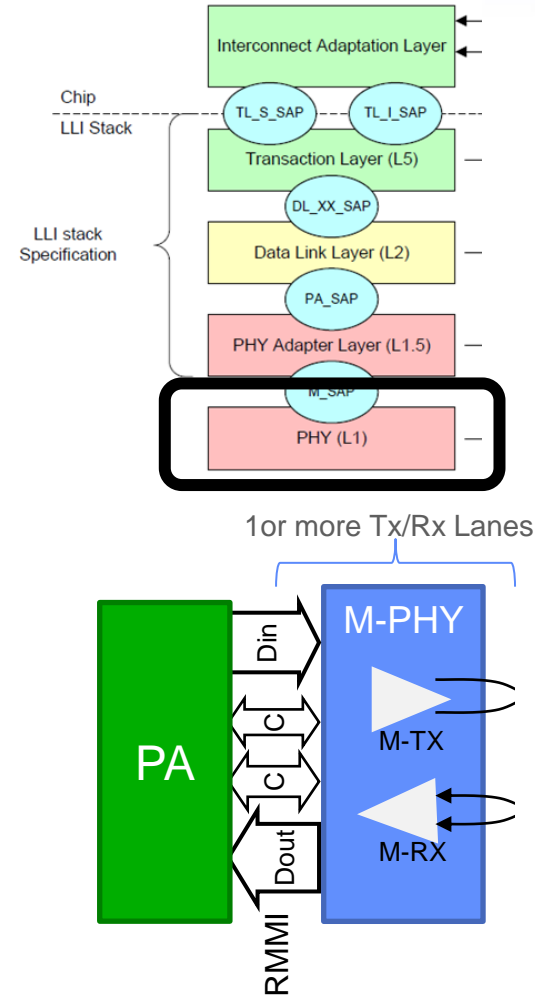 Interconnect Adaptation Layer
Chip
TL_S_SAP
TL_I_SAP
LLI Stack
Transaction Layer (L5)
DL_XX_SAP
LLI stack
Specification
Data Link Layer (L2)
PA_SAP
PHY Adapter Layer (L1.5)
M_SAP
PHY (L1)
1or more Tx/Rx Lanes
M-PHY
Din
C
M-TX
PA
C
Dout
M-RX
RMMI